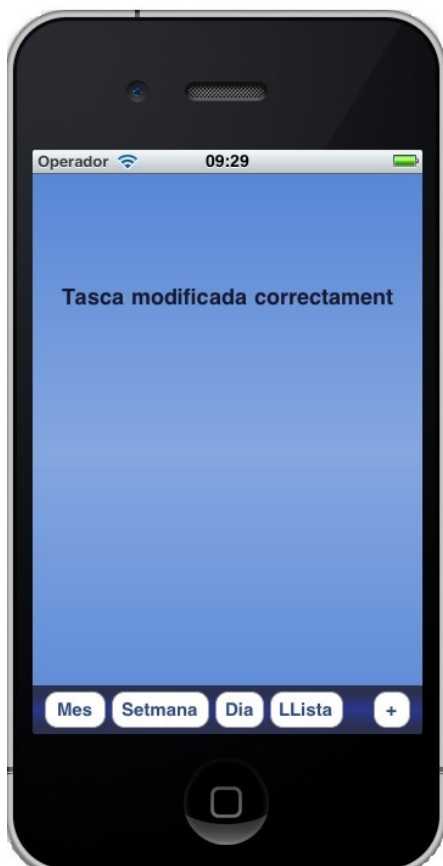 Operador 09:29
Tasca modificada correctament
Mes Setmana Dia LLista +